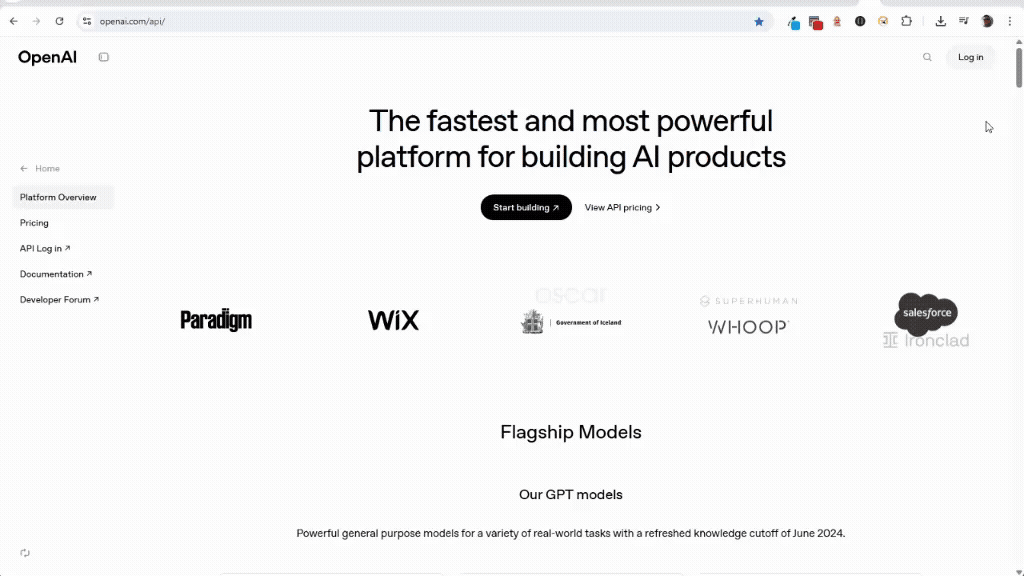 openai.com/api/
OpenAI
Log in
The fastest and most powerful
platform for building AI products
Start building ↗
View API pricing >
← Home
Platform Overview
Pricing
API Log in ↗
Documentation ↗
Developer Forum ↗
Paradigm
WiX
oscar
Government of Iceland
SUPERHUMAN
WHOOP
salesforce
Ironclad
Flagship Models
Our GPT models
Powerful general purpose models for a variety of real-world tasks with a refreshed knowledge cutoff of June 2024.